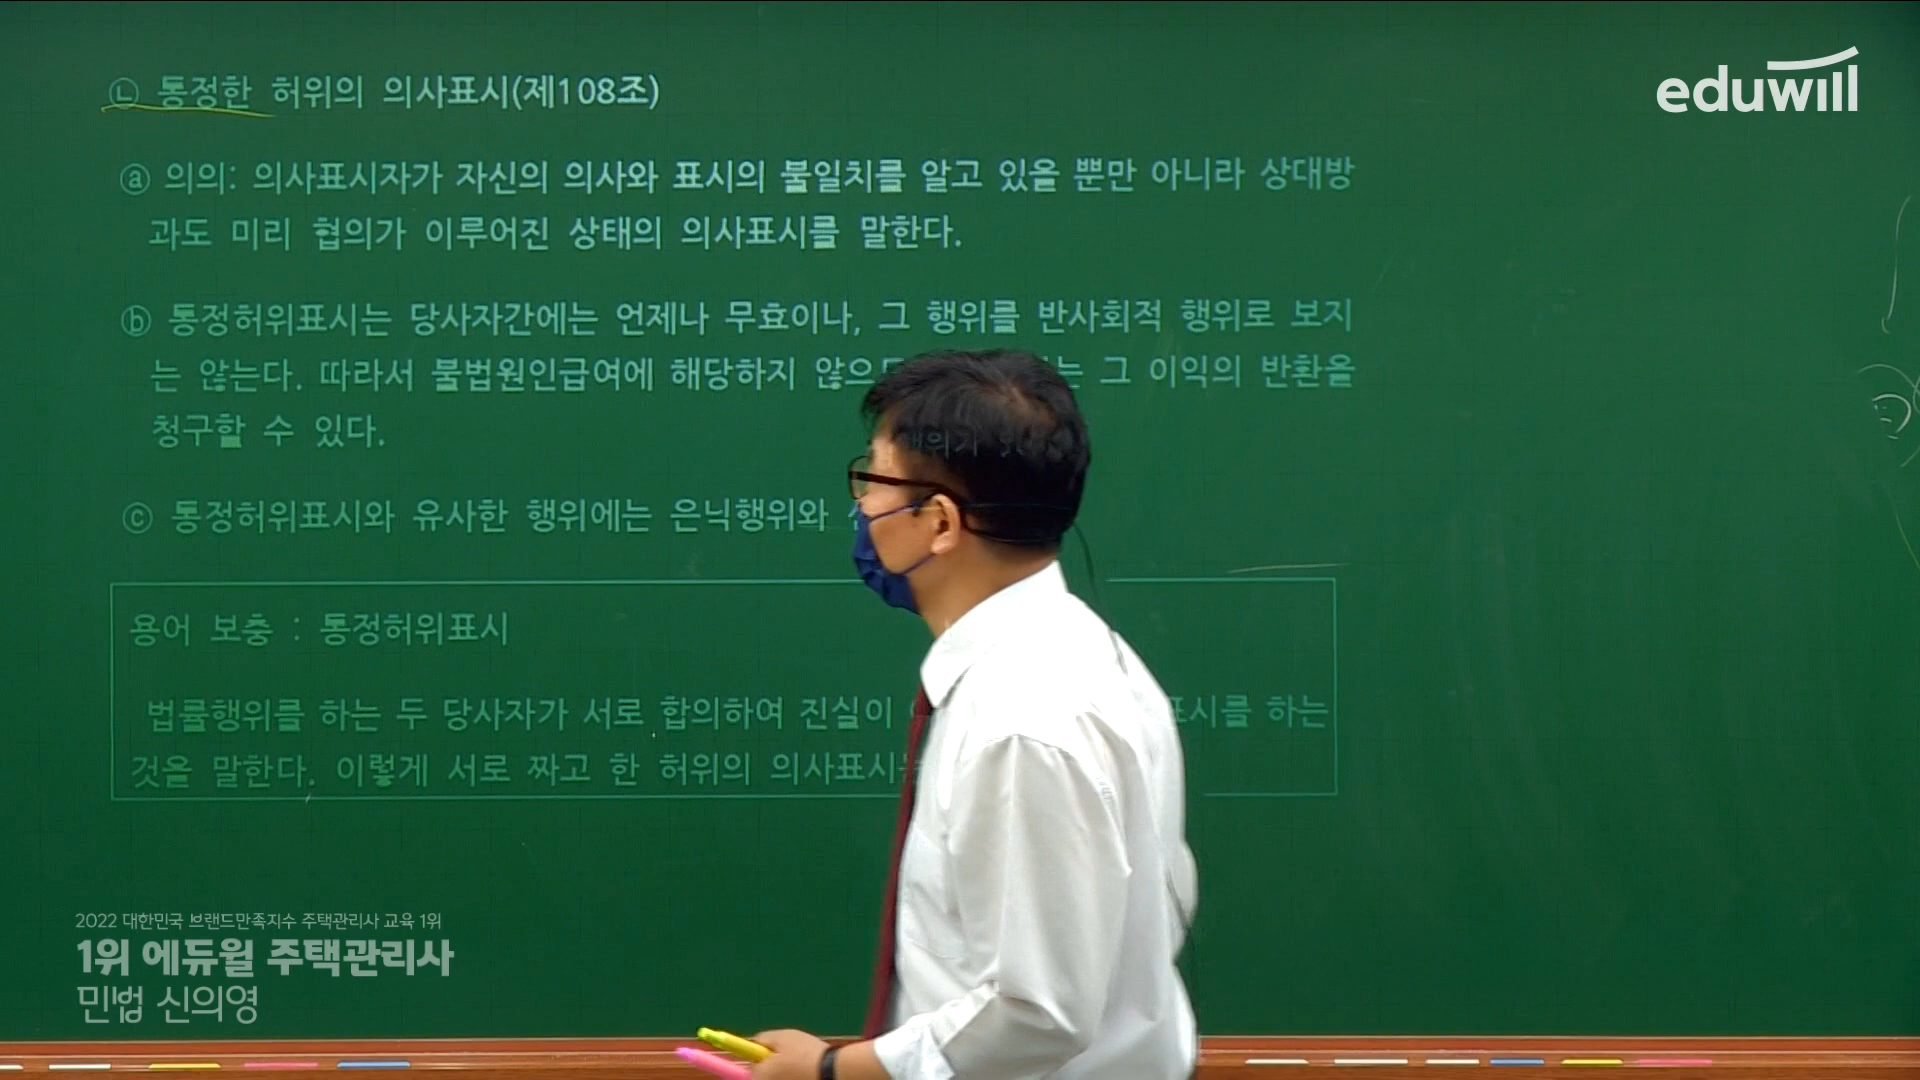 ㉡ 통정한 허위의 의사표시(제108조)
ⓐ 의의: 의사표시자가 자신의 의사와 표시의 불일치를 알고 있을 뿐만 아니라 상대방
과도 미리 협의가 이루어진 상태의 의사표시를 말한다.
ⓑ 통정허위표시는 당사자간에는 언제나 무효이나, 그 행위를 반사회적 행위로 보지
는 않는다. 따라서 불법원인급여에 해당하지 않으 는 그 이익의 반환을
청구할 수 있다.
ⓒ 통정허위표시와 유사한 행위에는 은닉행위와
용어 보충 : 통정허위표시
법률행위를 하는 두 당사자가 서로 합의하여 진실이 표시를 하는
것을 말한다. 이렇게 서로 짜고 한 허위의 의사표시는
eduwill
2022 대한민국 브랜드만족지수 주택관리사 교육 1위
1위 에듀윌 주택관리사
민법 신의영